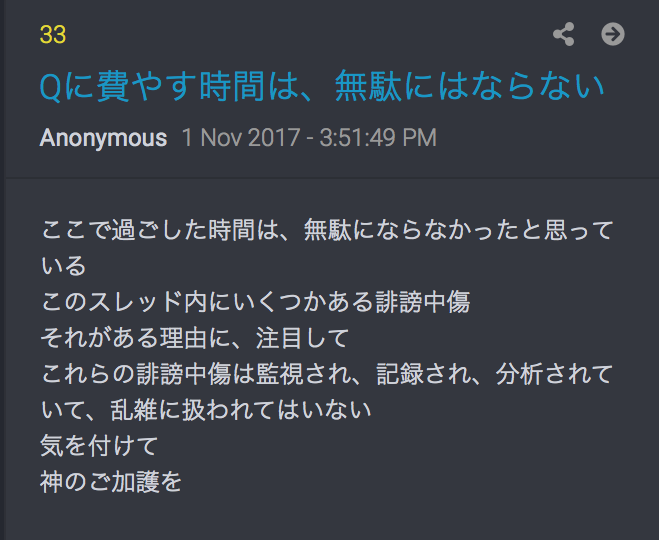 33
Qに費やす時間は、無駄にはならない
Anonymous 1 Nov 2017 - 3:51:49 PM
ここで過ごした時間は、無駄にならなかったと思って
いる
このスレッド内にいくつかある誹謗中傷
それがある理由に、注目して
これらの誹謗中傷は監視され、記録され、分析されて
いて、乱雑に扱われてはいない
気を付けて
神のご加護を